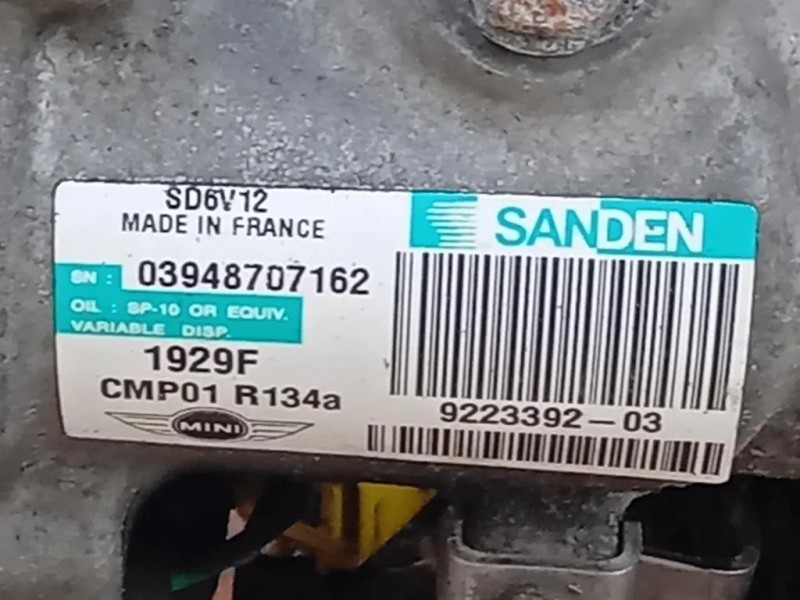 SD6V12
MADE IN FRANCE
SANDEN
SN : 03948707162
OIL : SP-10 OR EQUIV.
VARIABLE DISP.
1929F
CMP01 R134a
9223392-03
MINI